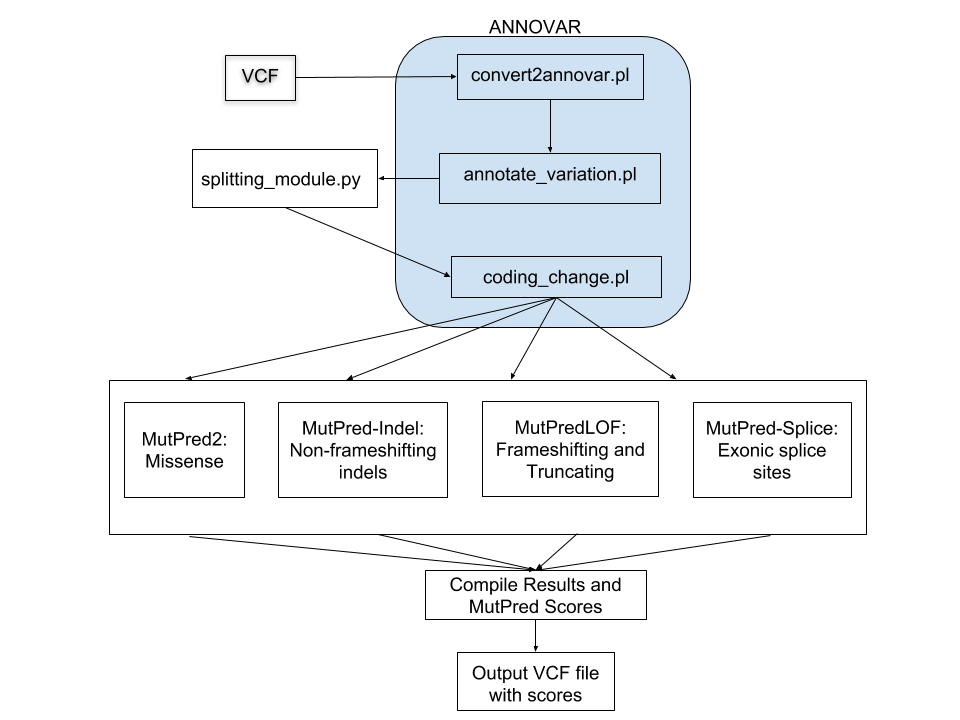 ANNOVAR
VCF
convert2annovar.pl
splitting_module.py
annotate_variation.pl
coding_change.pl
MutPred2:
Missense
MutPred-Indel:
Non-frameshifting
indels
MutPredLOF:
Frameshifting and
Truncating
MutPred-Splice:
Exonic splice
sites
Compile Results and
MutPred Scores
Output VCF file
with scores